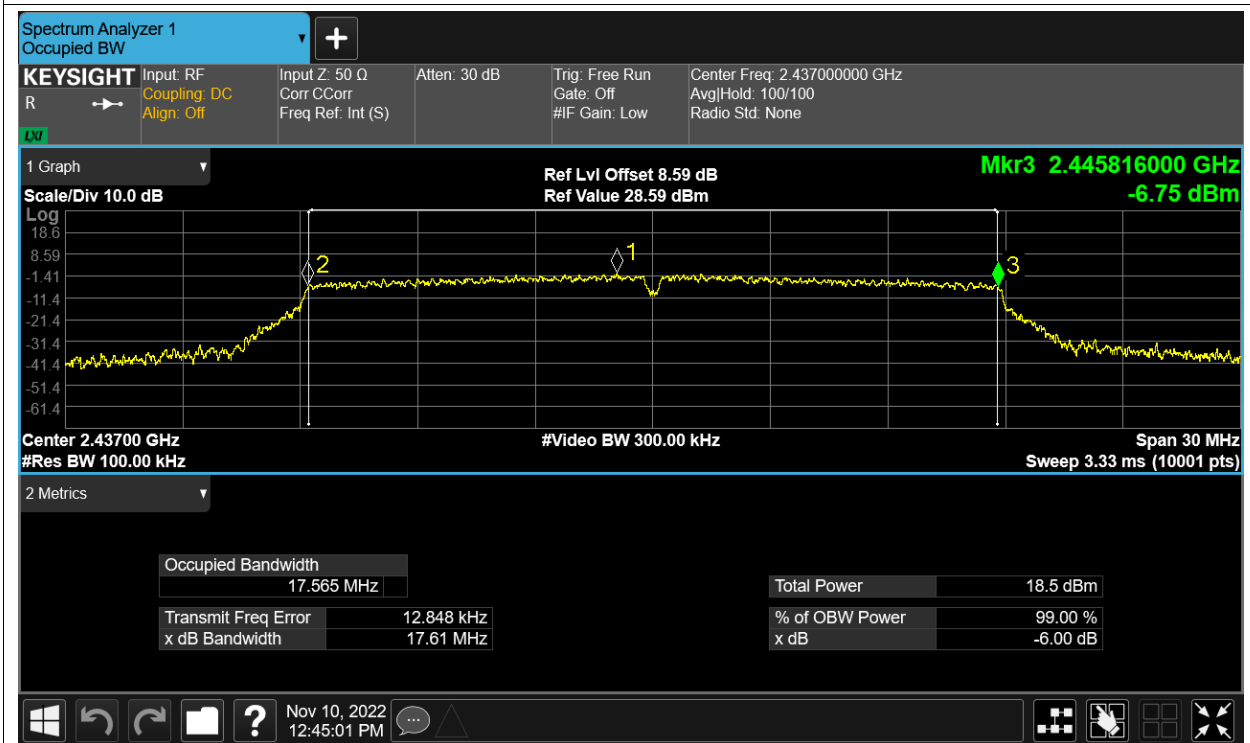 Spectrum Analyzer 1
Occupied BW
KEYSIGHT
R
LXI
Input: RF
Coupling: DC
Align: Off
Input Z: 50 Ω
Corr CCorr
Freq Ref: Int (S)
Atten: 30 dB
Trig: Free Run
Gate: Off
#IF Gain: Low
Center Freq: 2.437000000 GHz
Avg|Hold: 100/100
Radio Std: None
1 Graph
Scale/Div 10.0 dB
Ref Lvl Offset 8.59 dB
Ref Value 28.59 dBm
Mkr3 2.445816000 GHz
-6.75 dBm
Log
18.6
8.59
-1.41
-11.4
-21.4
-31.4
-41.4
-51.4
-61.4
2
1
3
Center 2.43700 GHz
#Video BW 300.00 kHz
Span 30 MHz
#Res BW 100.00 kHz
Sweep 3.33 ms (10001 pts)
2 Metrics
Occupied Bandwidth
17.565 MHz
Transmit Freq Error 12.848 kHz
x dB Bandwidth 17.61 MHz
Total Power 18.5 dBm
% of OBW Power 99.00 %
x dB -6.00 dB
?
Nov 10, 2022
12:45:01 PM